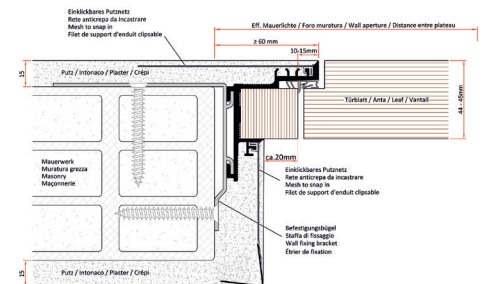 Einklickbares Putznetz
Rete anticrepa da incastrare
Mesh to snap in
Filet de support d'enduit clipsable
Eff. Mauerlichte / Foro muratura / Wall aperture / Distance entre plateau
≥ 60 mm
10-15mm
15
Putz / Intonaco / Plaster / Crépi
Türblatt / Anta / Leaf / Vantail
44 - 45mm
Mauerwerk
Muratura grezza
Masonry
Maçonnerie
ca.20mm
Einklickbares Putznetz
Rete anticrepa da incastrare
Mesh to snap in
Filet de support d'enduit clipsable
Befestigungsbügel
Staffa di fissaggio
Wall fixing bracket
Étrier de fixation
15
Putz / Intonaco / Plaster / Crépi